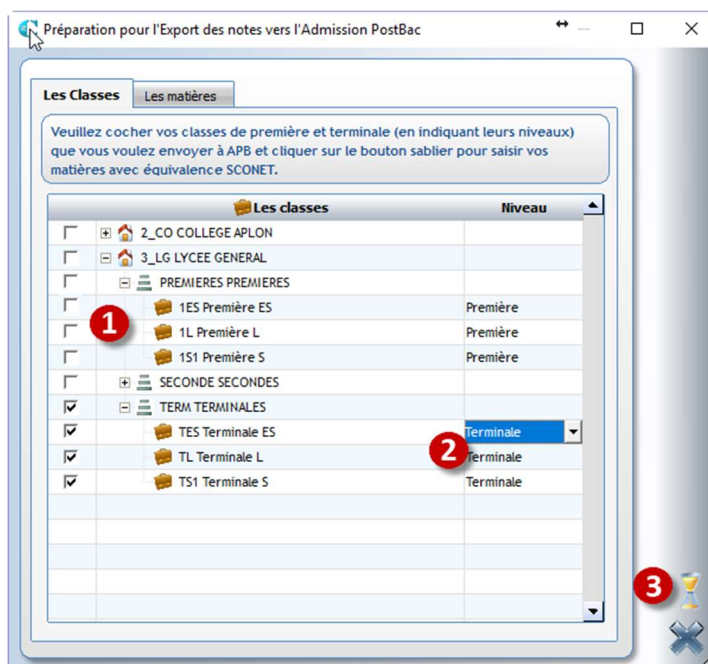 Préparation pour l'Export des notes vers l'Admission PostBac
Les Classes Les matières
Veuillez cocher vos classes de première et terminale (en indiquant leurs niveaux)
que vous voulez envoyer à APB et cliquer sur le bouton sablier pour saisir vos
matières avec équivalence SCONET.
Les classes Niveau
2_CO COLLEGE APLON
3_LG LYCEE GENERAL
PREMIERES PREMIERES
1ES Première ES Première
1
1L Première L Première
1S1 Première S Première
SECONDE SECONDES
TERM TERMINALES
TES Terminale ES Terminale
2
TL Terminale L Terminale
TS1 Terminale S Terminale
3